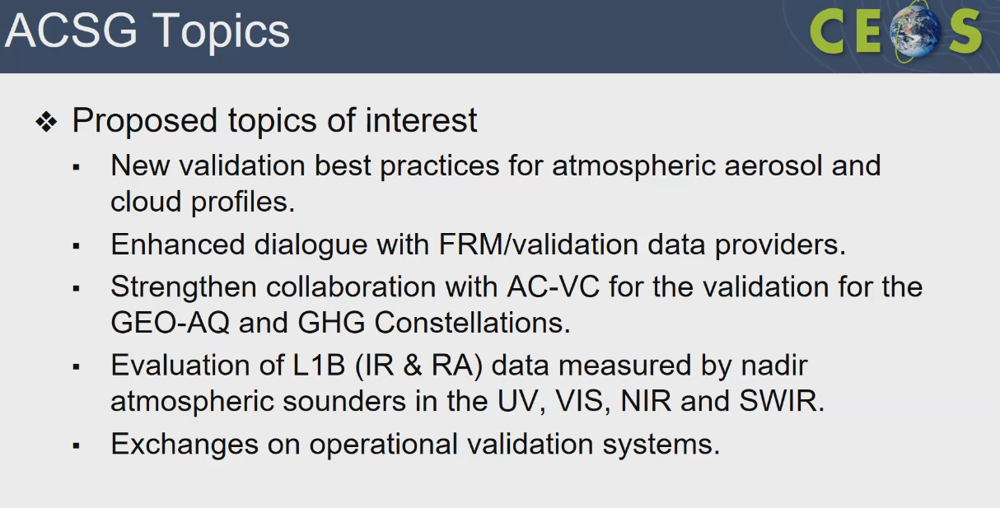 ACSG Topics
CEOS
Proposed topics of interest
New validation best practices for atmospheric aerosol and
cloud profiles.
Enhanced dialogue with FRM/validation data providers.
Strengthen collaboration with AC-VC for the validation for the
GEO-AQ and GHG Constellations.
Evaluation of L1B (IR & RA) data measured by nadir
atmospheric sounders in the UV, VIS, NIR and SWIR.
Exchanges on operational validation systems.